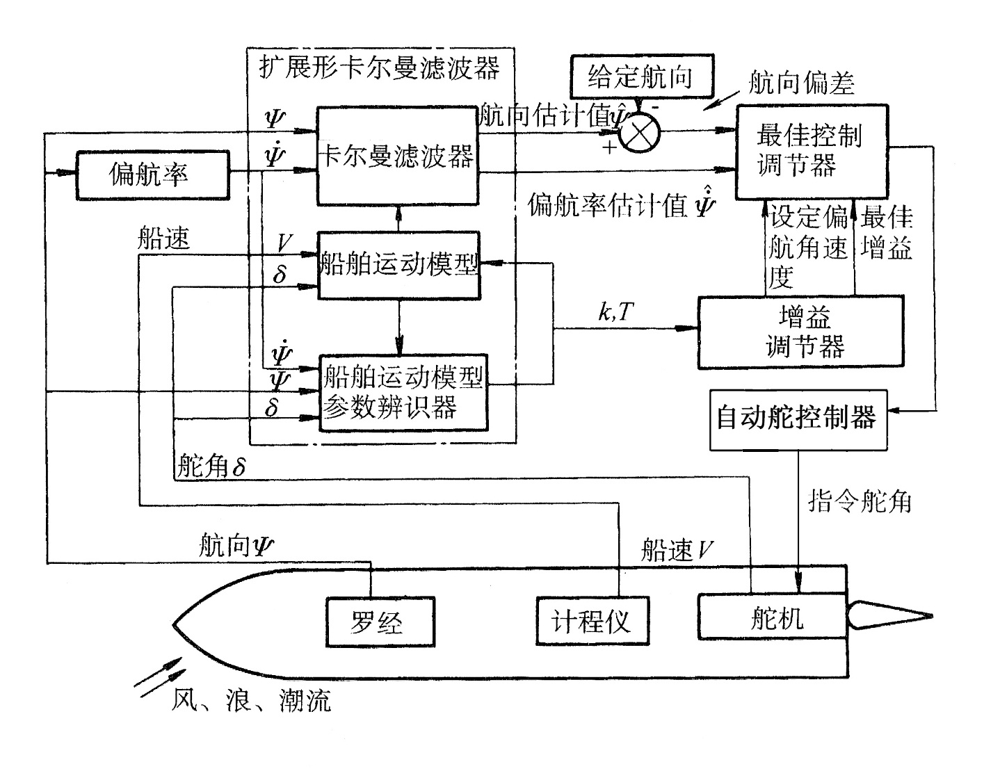 扩展形卡尔曼滤波器
给定航向
航向偏差
Ψ
航向估计值Ψ̂
-
+
卡尔曼滤波器
最佳控制
调节器
Ψ̇
偏航率
偏航率估计值 Ψ̇̂
设定偏
航角速
度
最佳
增益
船速
V
δ
船舶运动模型
k,T
增益
调节器
Ψ̇
Ψ
δ
船舶运动模型
参数辨识器
自动舵控制器
舵角δ
指令舵角
航向Ψ
船速V
罗经
计程仪
舵机
风、浪、潮流